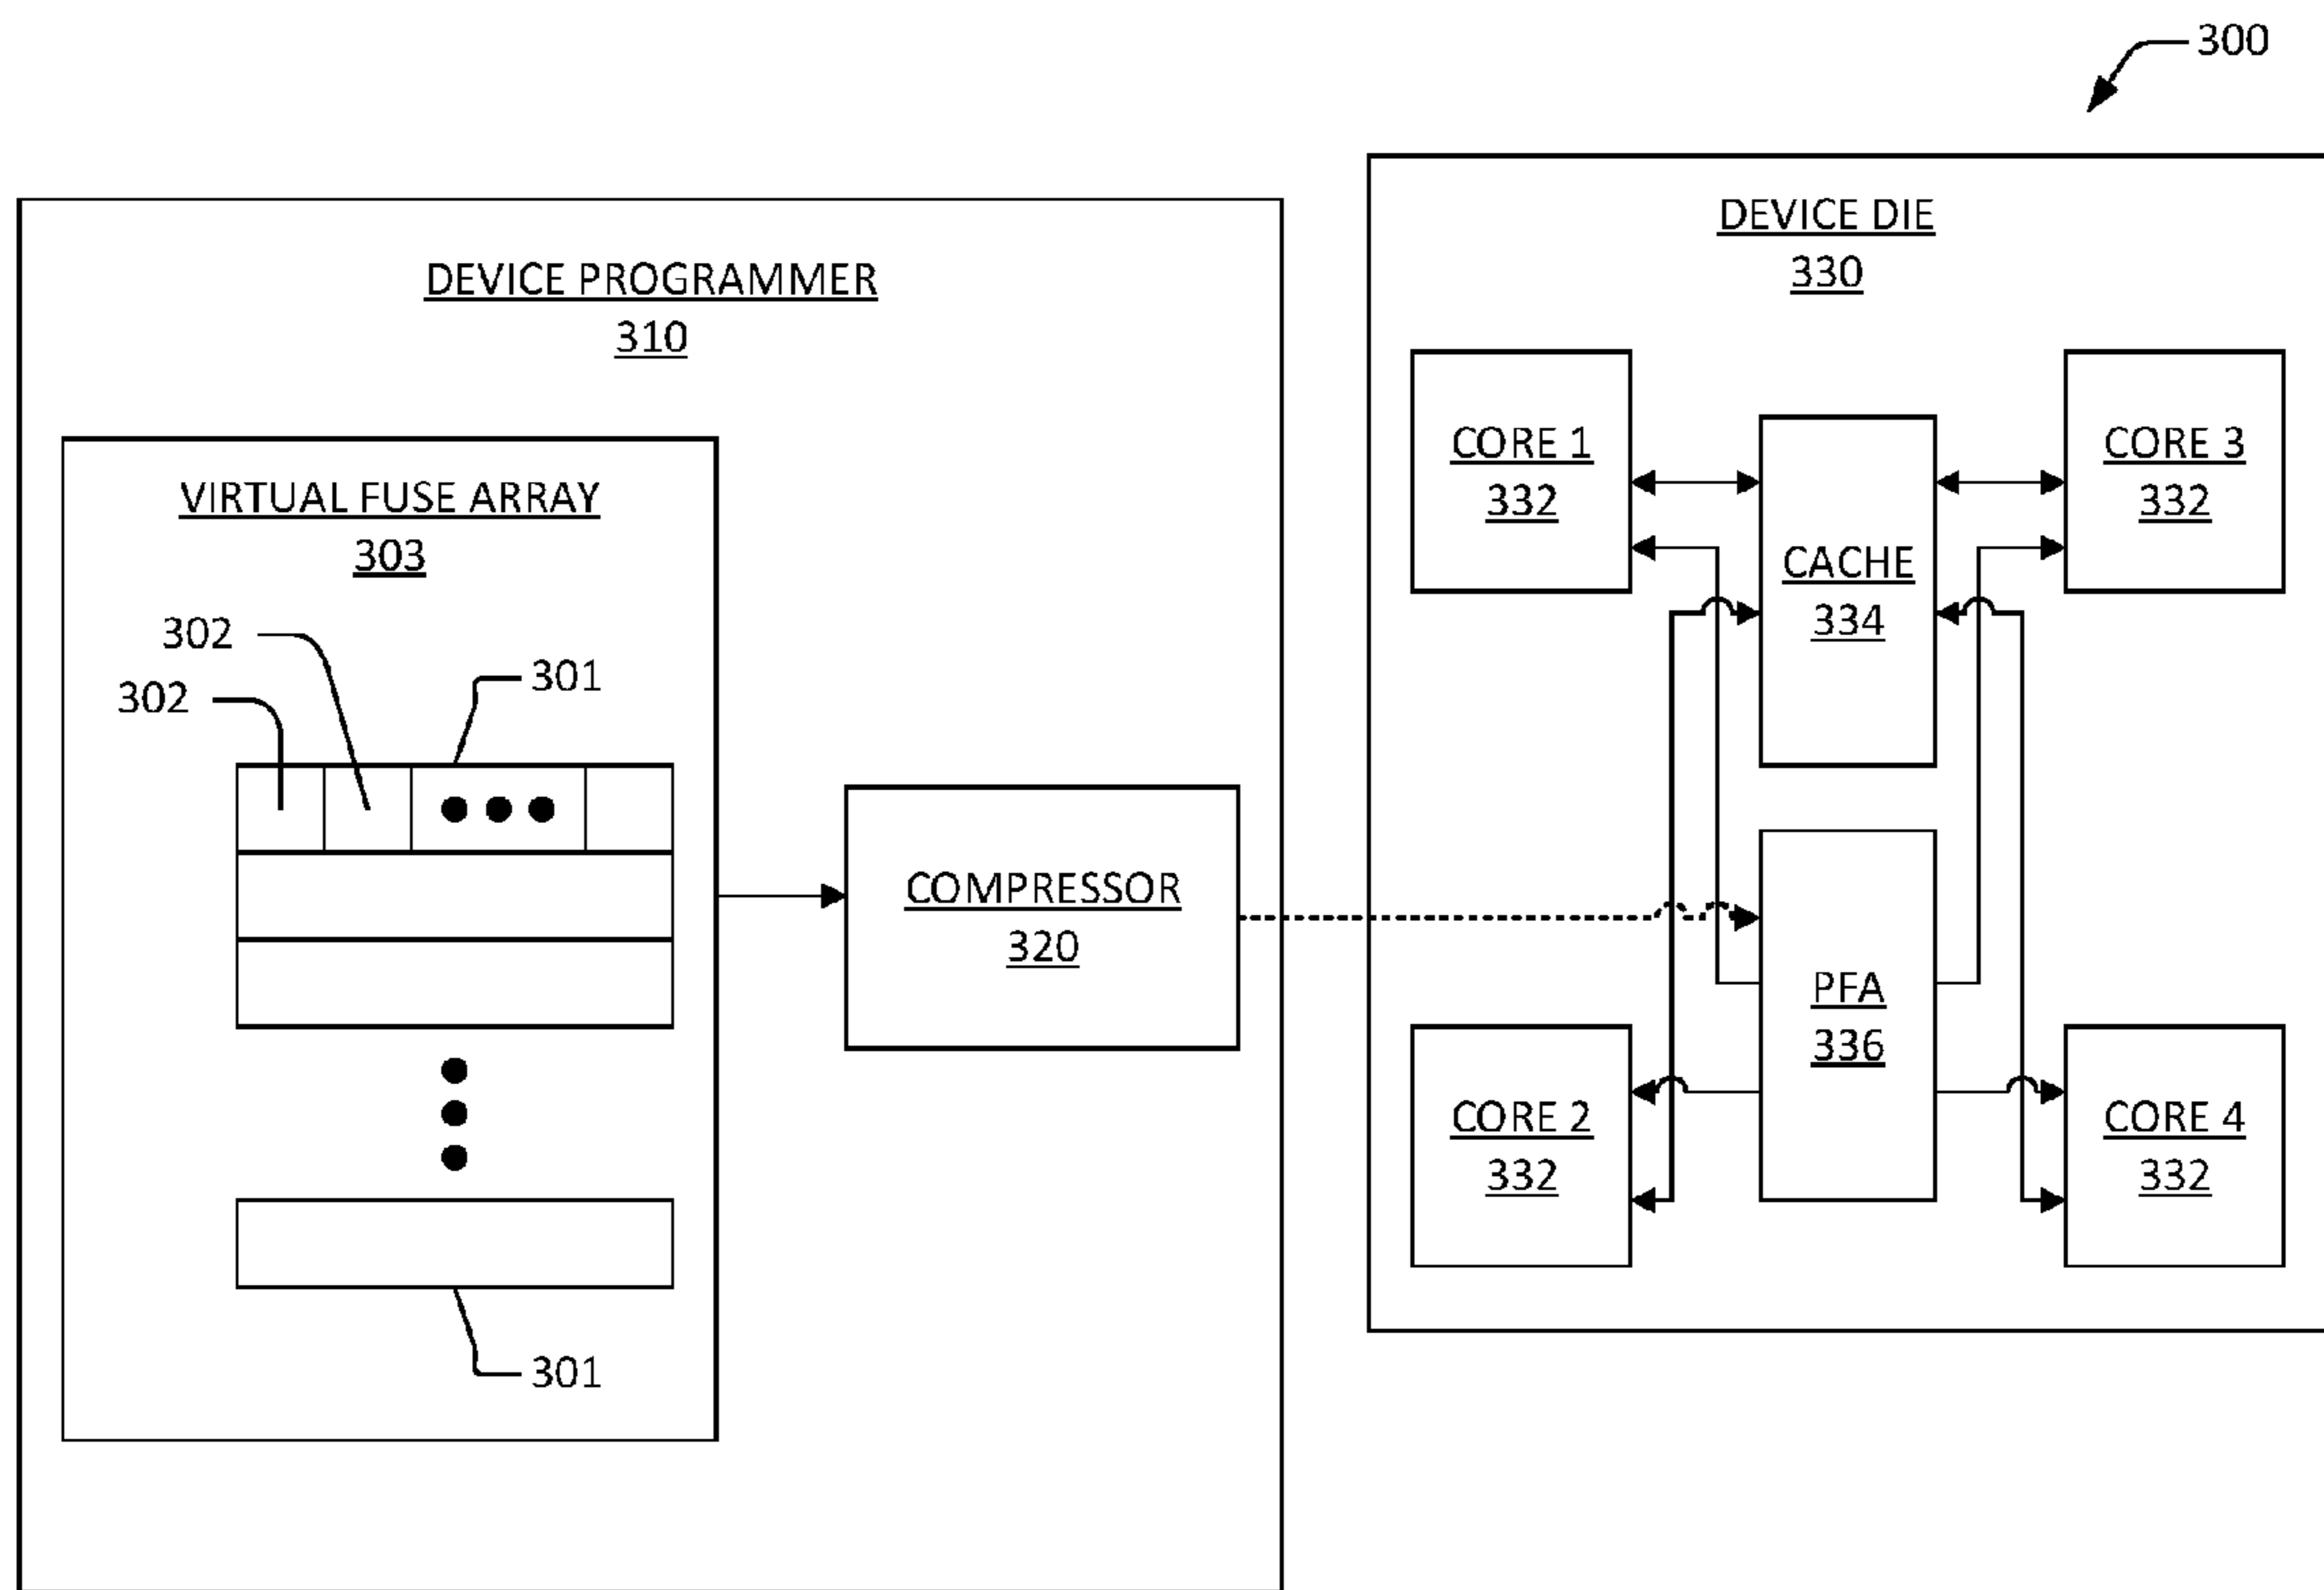 300
DEVICE PROGRAMMER
310
VIRTUAL FUSE ARRAY
303
302
302
301
301
COMPRESSOR
320
DEVICE DIE
330
CORE 1
332
CACHE
334
CORE 3
332
PFA
336
CORE 2
332
CORE 4
332